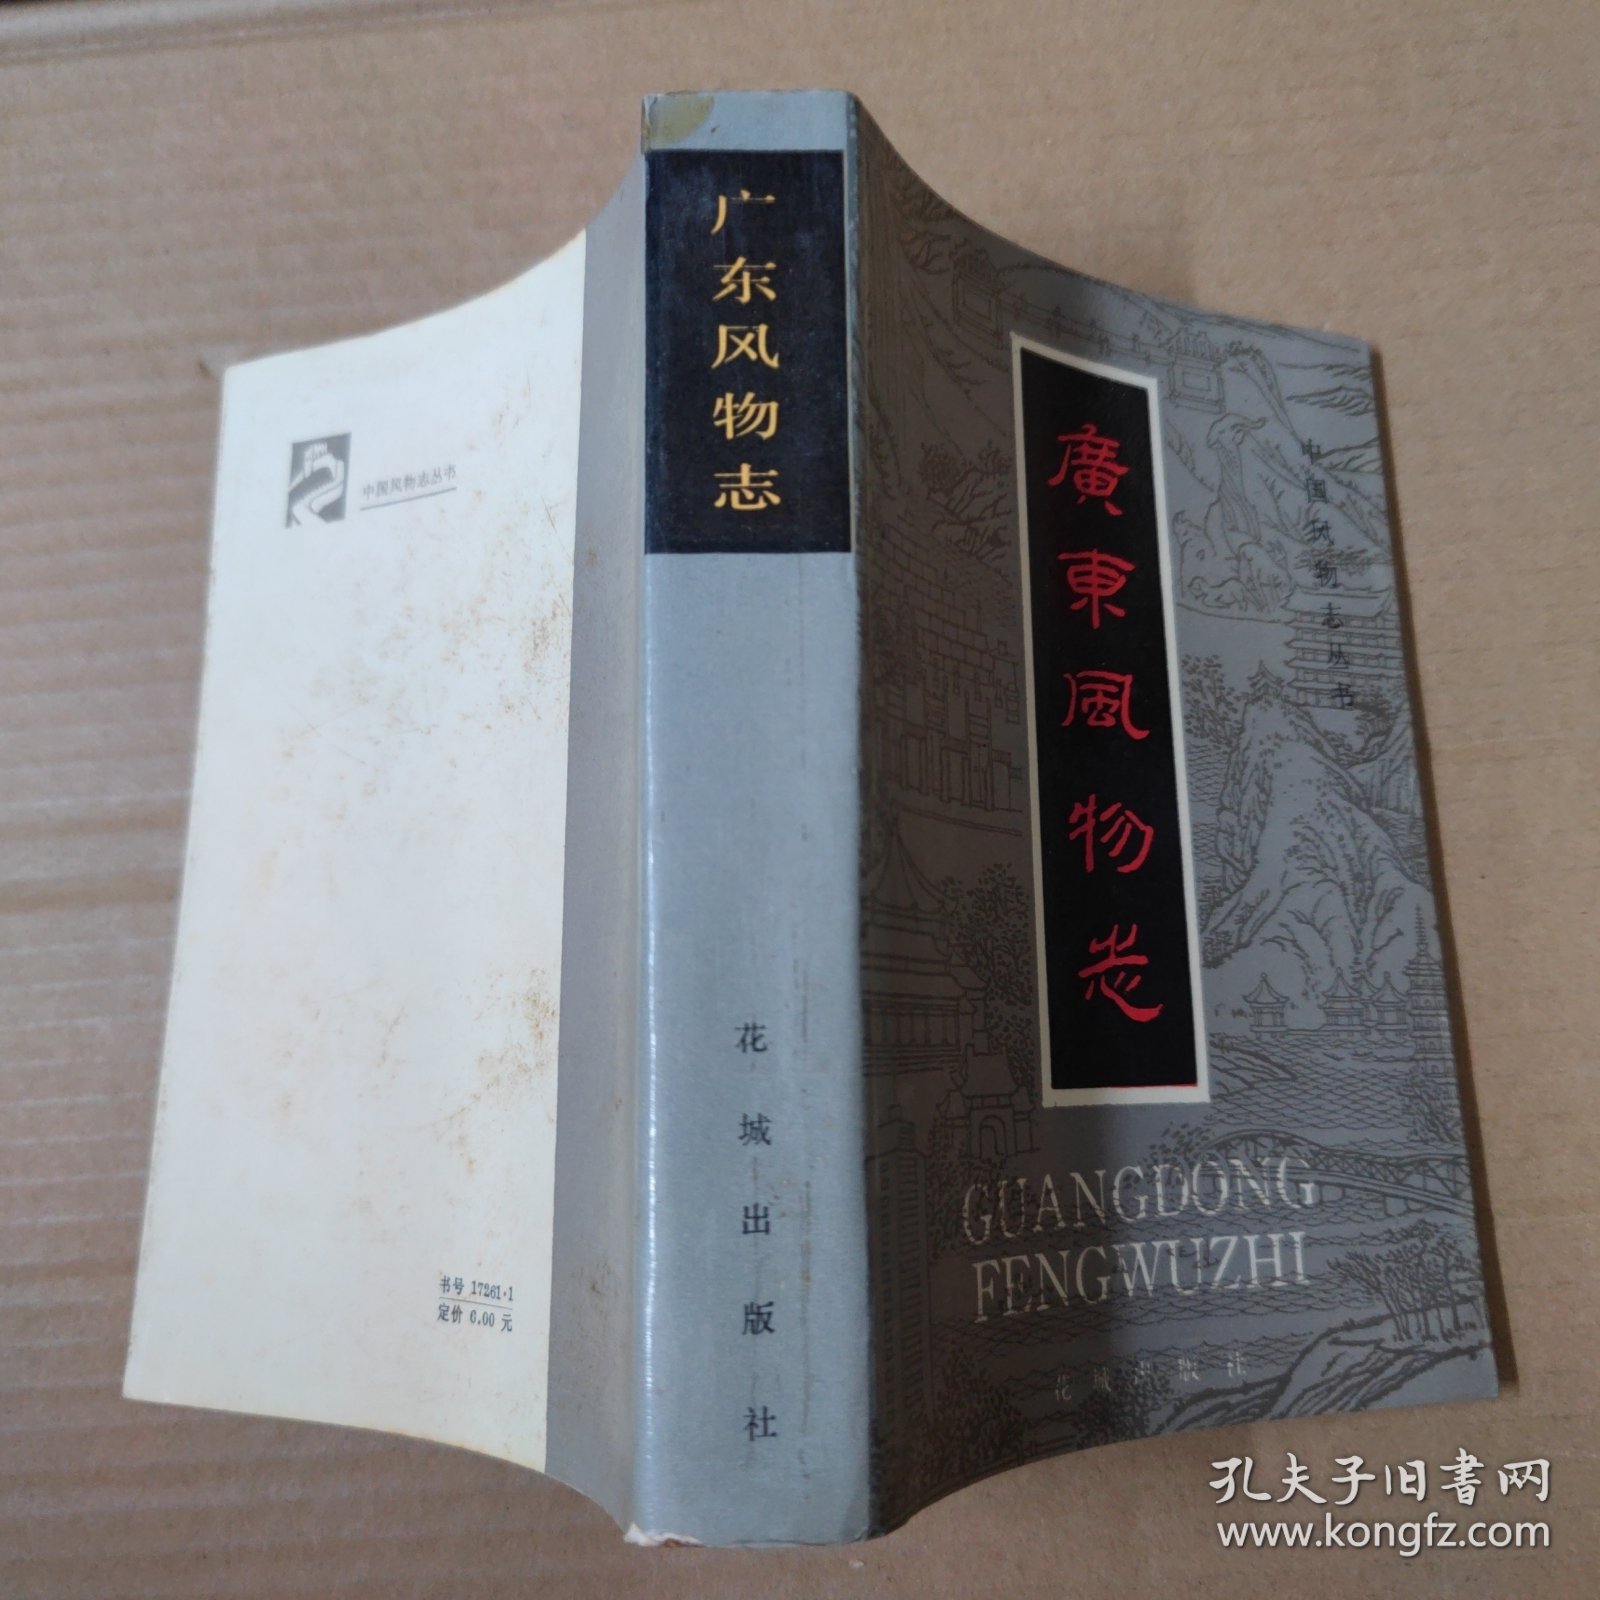 中国风物志丛书
书号 17261·1
定价 6.00 元
广东风物志
花城出版社
廣東風物志
中国风物志丛书
GUANGDONG
FENGWUZHI
花城出版社
孔夫子旧书网
www.kongfz.com